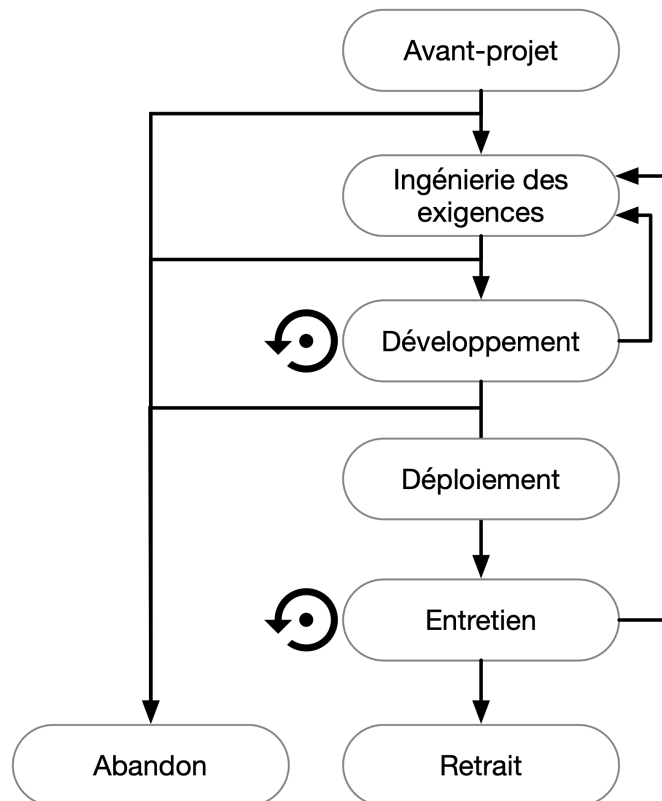 Avant-projet
Ingénierie des
exigences
Développement
Déploiement
Entretien
Abandon
Retrait